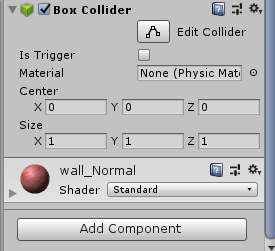 Box Collider
Edit Collider
Is Trigger
Material None (Physic Mate
Center
X 0 Y 0 Z 0
Size
X 1 Y 1 Z 1
wall_Normal
Shader Standard
Add Component